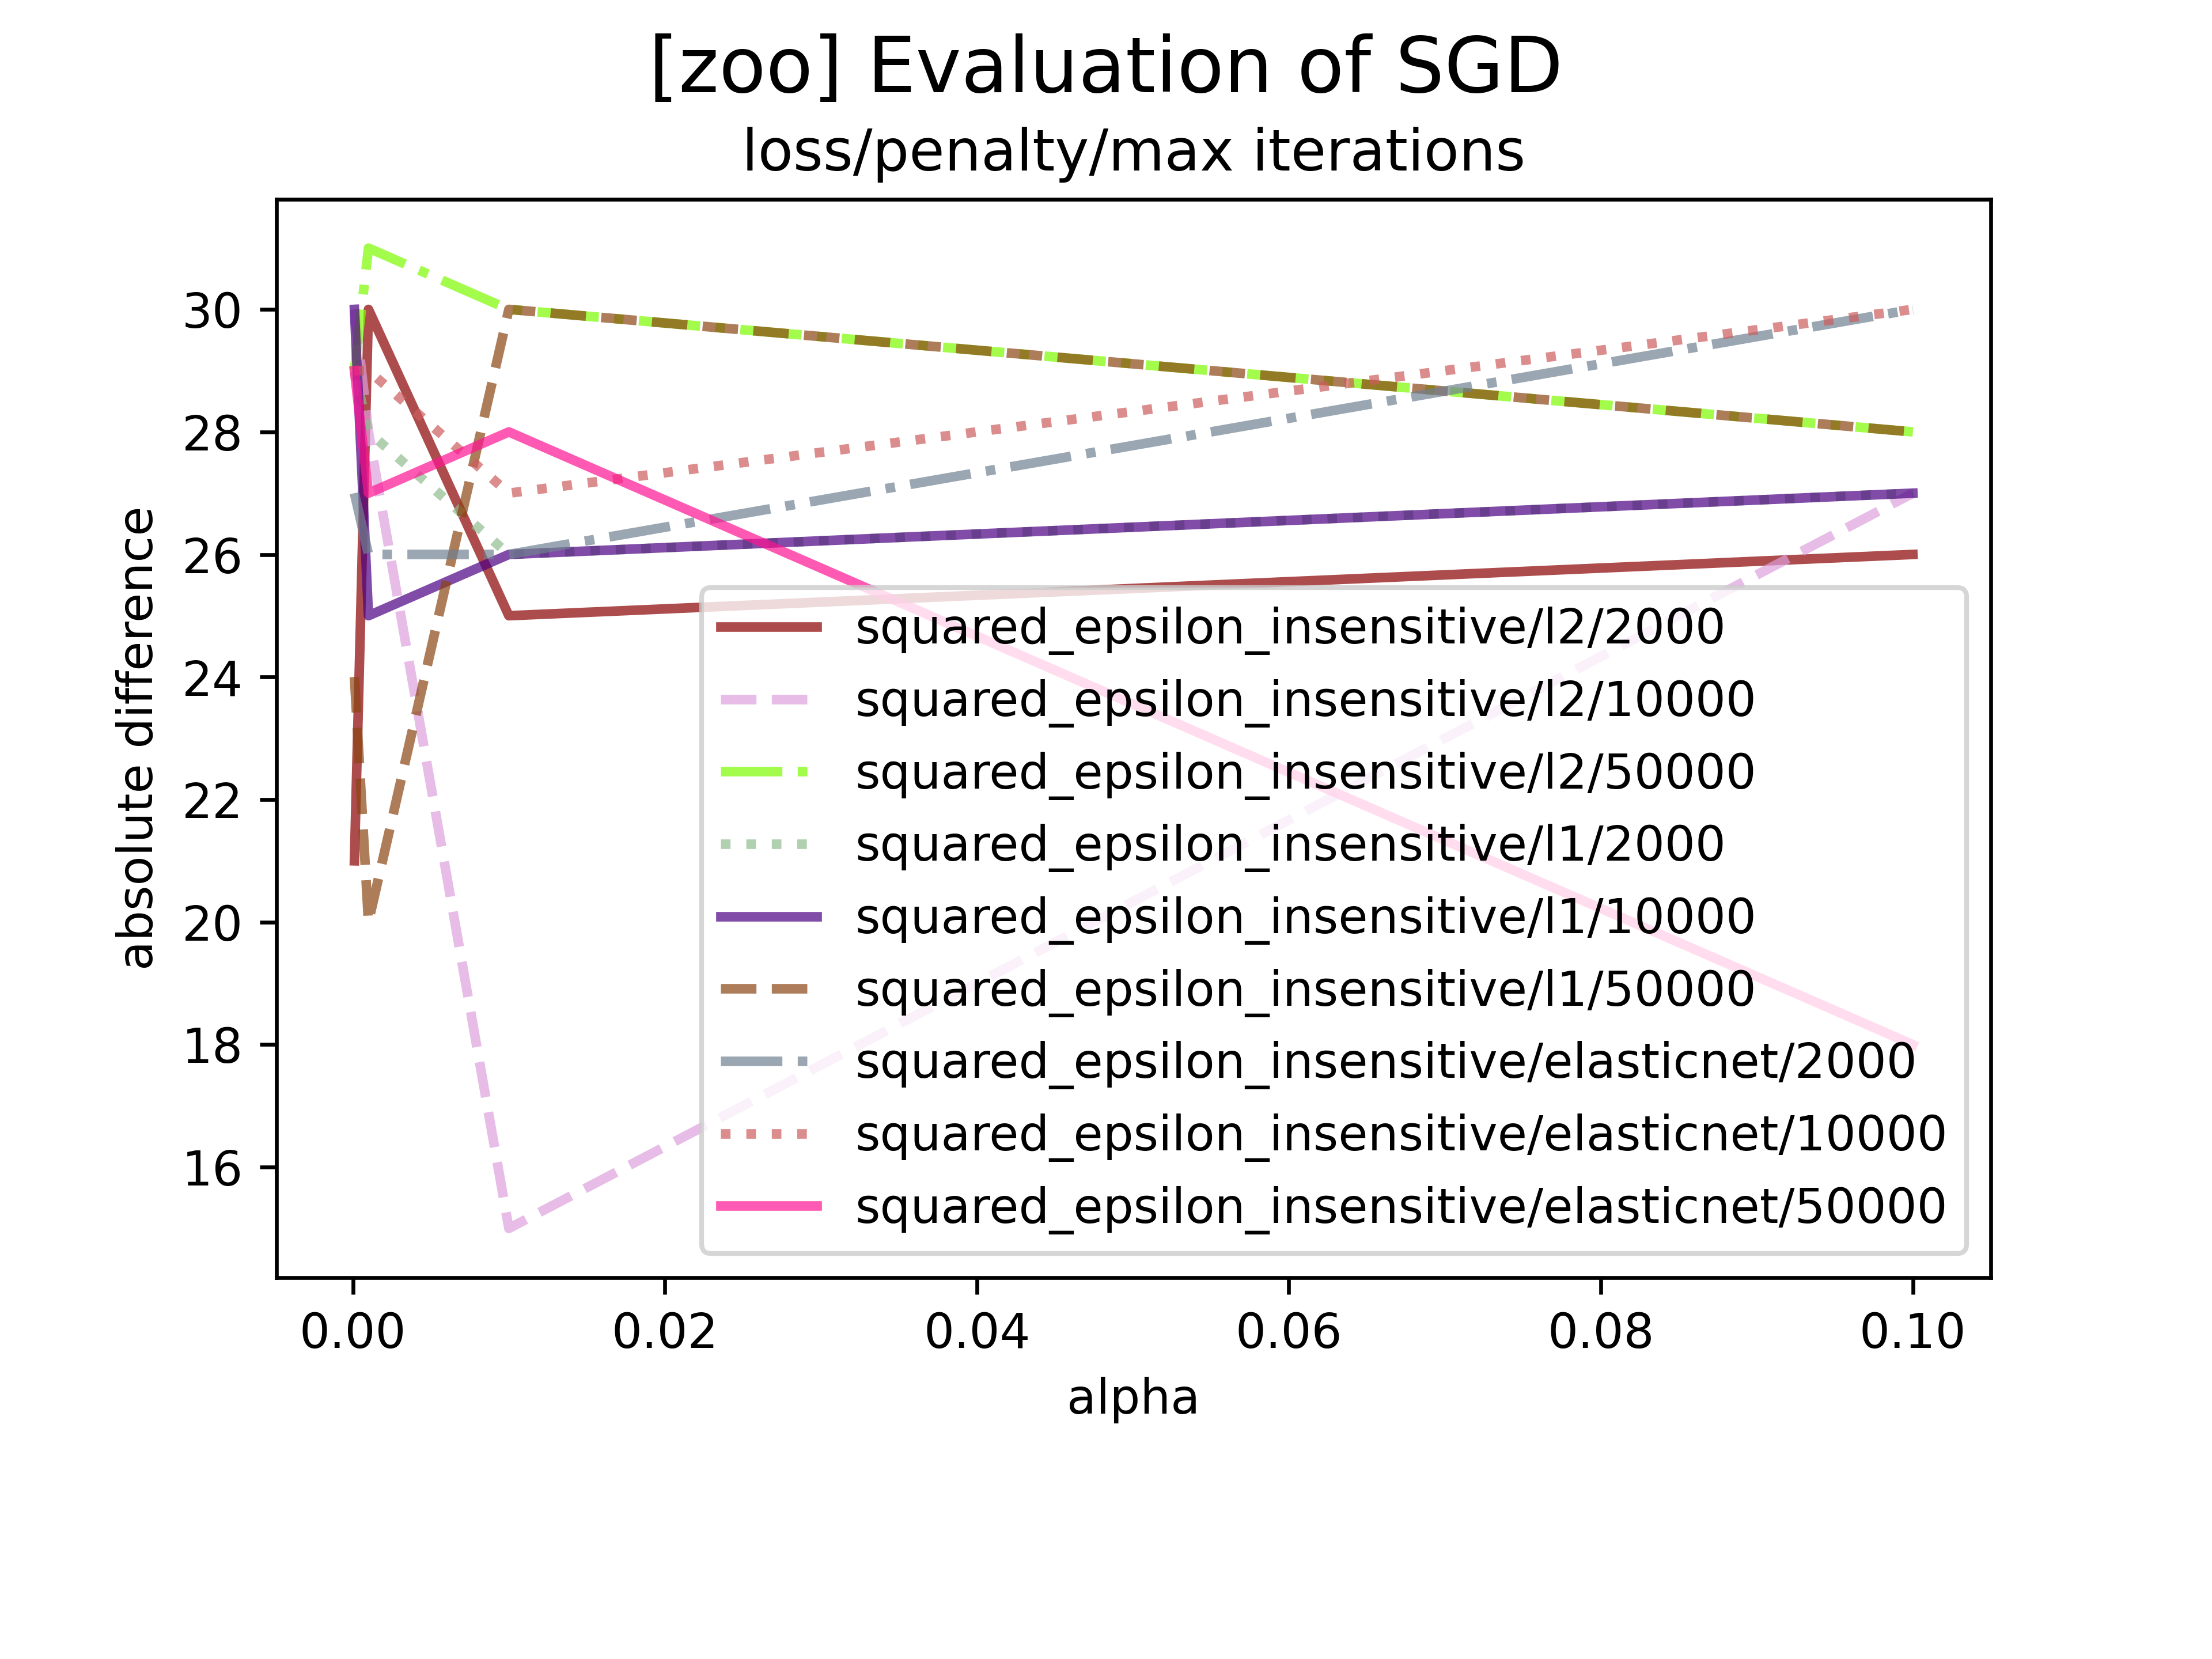 [zoo] Evaluation of SGD
loss/penalty/max iterations
30
28
26
24
22
20
18
16
absolute difference
squared_epsilon_insensitive/l2/2000
squared_epsilon_insensitive/l2/10000
squared_epsilon_insensitive/l2/50000
squared_epsilon_insensitive/l1/2000
squared_epsilon_insensitive/l1/10000
squared_epsilon_insensitive/l1/50000
squared_epsilon_insensitive/elasticnet/2000
squared_epsilon_insensitive/elasticnet/10000
squared_epsilon_insensitive/elasticnet/50000
0.00 0.02 0.04 0.06 0.08 0.10
alpha